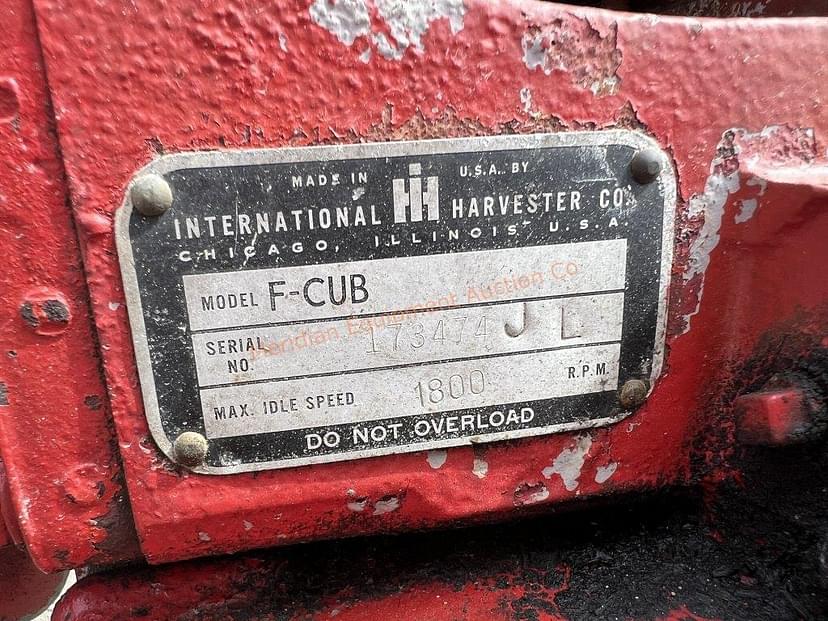 MADE IN IH U.S.A. BY
INTERNATIONAL HARVESTER CO.
CHICAGO, ILLINOIS U.S.A.
MODEL F-CUB
SERIAL NO. 173474 J L
MAX. IDLE SPEED 1800 R.P.M.
DO NOT OVERLOAD
Meridian Equipment Auction Co